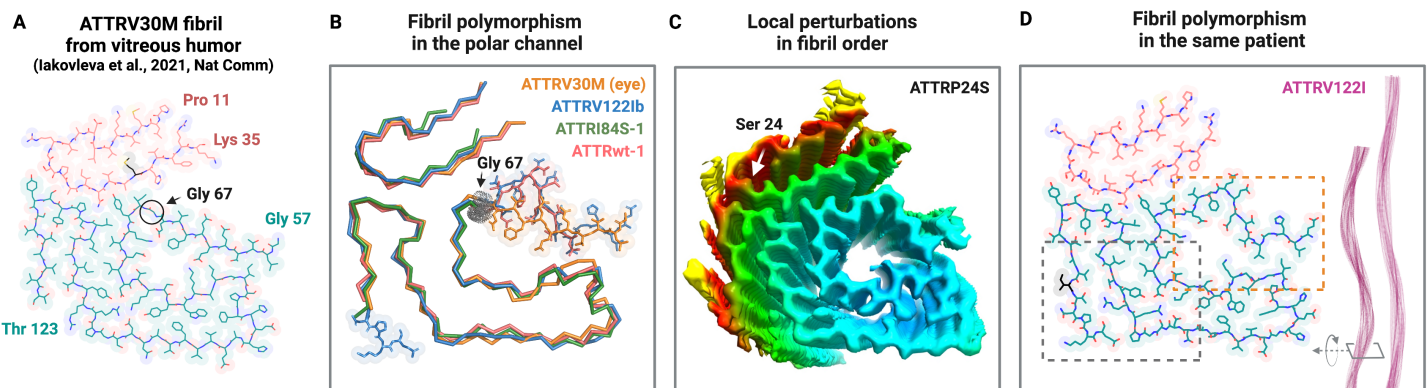 A
ATTRV30M fibril
from vitreous humor
(Iakovleva et al., 2021, Nat Comm)
Pro 11
Lys 35
Gly 67
Gly 57
Thr 123
B
Fibril polymorphism
in the polar channel
ATTRV30M (eye)
ATTRV122Ib
ATTRI84S-1
ATTRwt-1
Gly 67
C
Local perturbations
in fibril order
ATTRP24S
Ser 24
D
Fibril polymorphism
in the same patient
ATTRV122I